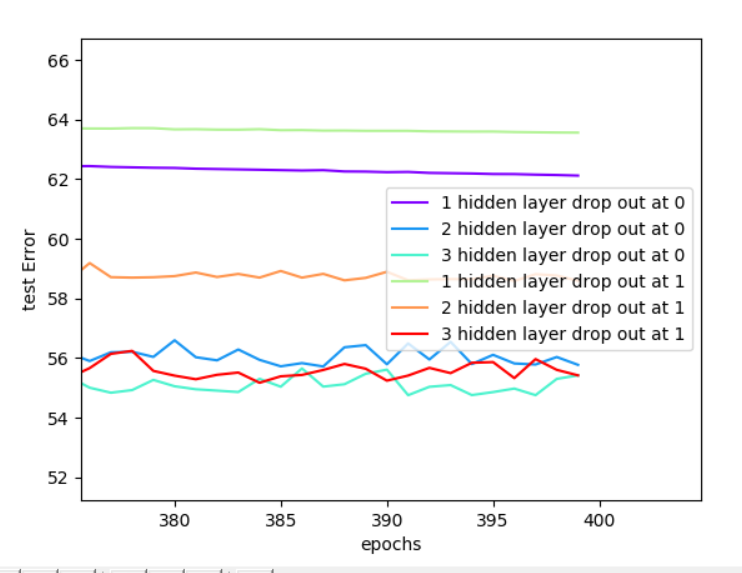 66
64
62
60
58
56
54
52
test Error
1 hidden layer drop out at 0
2 hidden layer drop out at 0
3 hidden layer drop out at 0
1 hidden layer drop out at 1
2 hidden layer drop out at 1
3 hidden layer drop out at 1
380 385 390 395 400
epochs